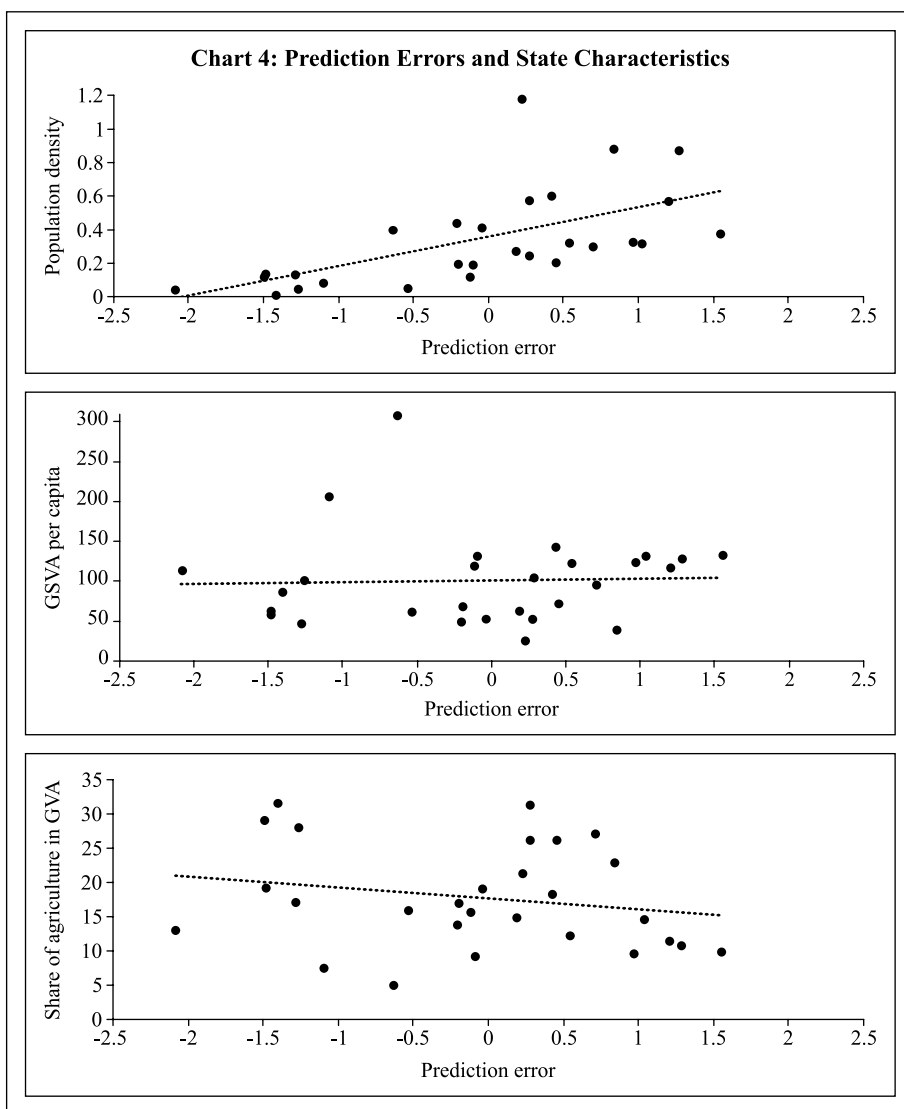 Chart 4: Prediction Errors and State Characteristics
Population density
1.2
1
0.8
0.6
0.4
0.2
0
-2.5 -2 -1.5 -1 -0.5 0 0.5 1 1.5 2 2.5
Prediction error
GSVA per capita
300
250
200
150
100
50
0
-2.5 -2 -1.5 -1 -0.5 0 0.5 1 1.5 2 2.5
Prediction error
Share of agriculture in GVA
35
30
25
20
15
10
5
0
-2.5 -2 -1.5 -1 -0.5 0 0.5 1 1.5 2 2.5
Prediction error